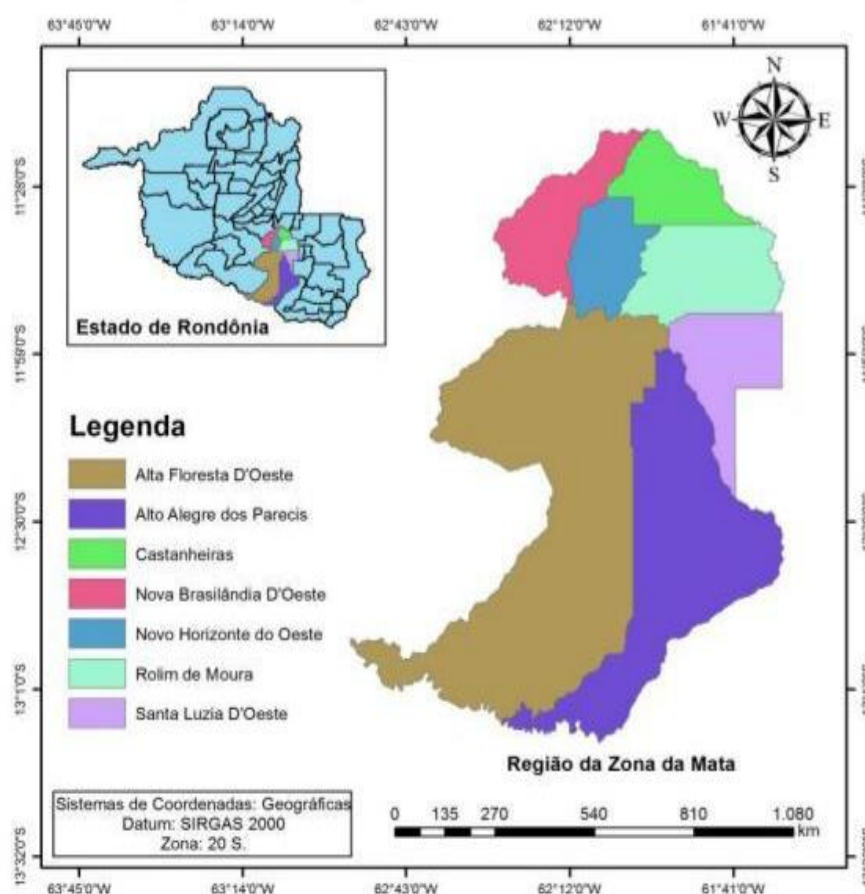 63°45'0"W 63°14'0"W 62°43'0"W 62°12'0"W 61°41'0"W
N
W E
S
11°28'0"S
Estado de Rondônia
11°59'0"S
Legenda
Alta Floresta D'Oeste
Alto Alegre dos Parecis
12°30'0"S
Castanheiras
Nova Brasilândia D'Oeste
Novo Horizonte do Oeste
Rolim de Moura
13°1'0"S
Santa Luzia D'Oeste
Região da Zona da Mata
Sistemas de Coordenadas: Geográficas
Datum: SIRGAS 2000
Zona: 20 S.
0 135 270 540 810 1.080
km
13°32'0"S
63°45'0"W 63°14'0"W 62°43'0"W 62°12'0"W 61°41'0"W